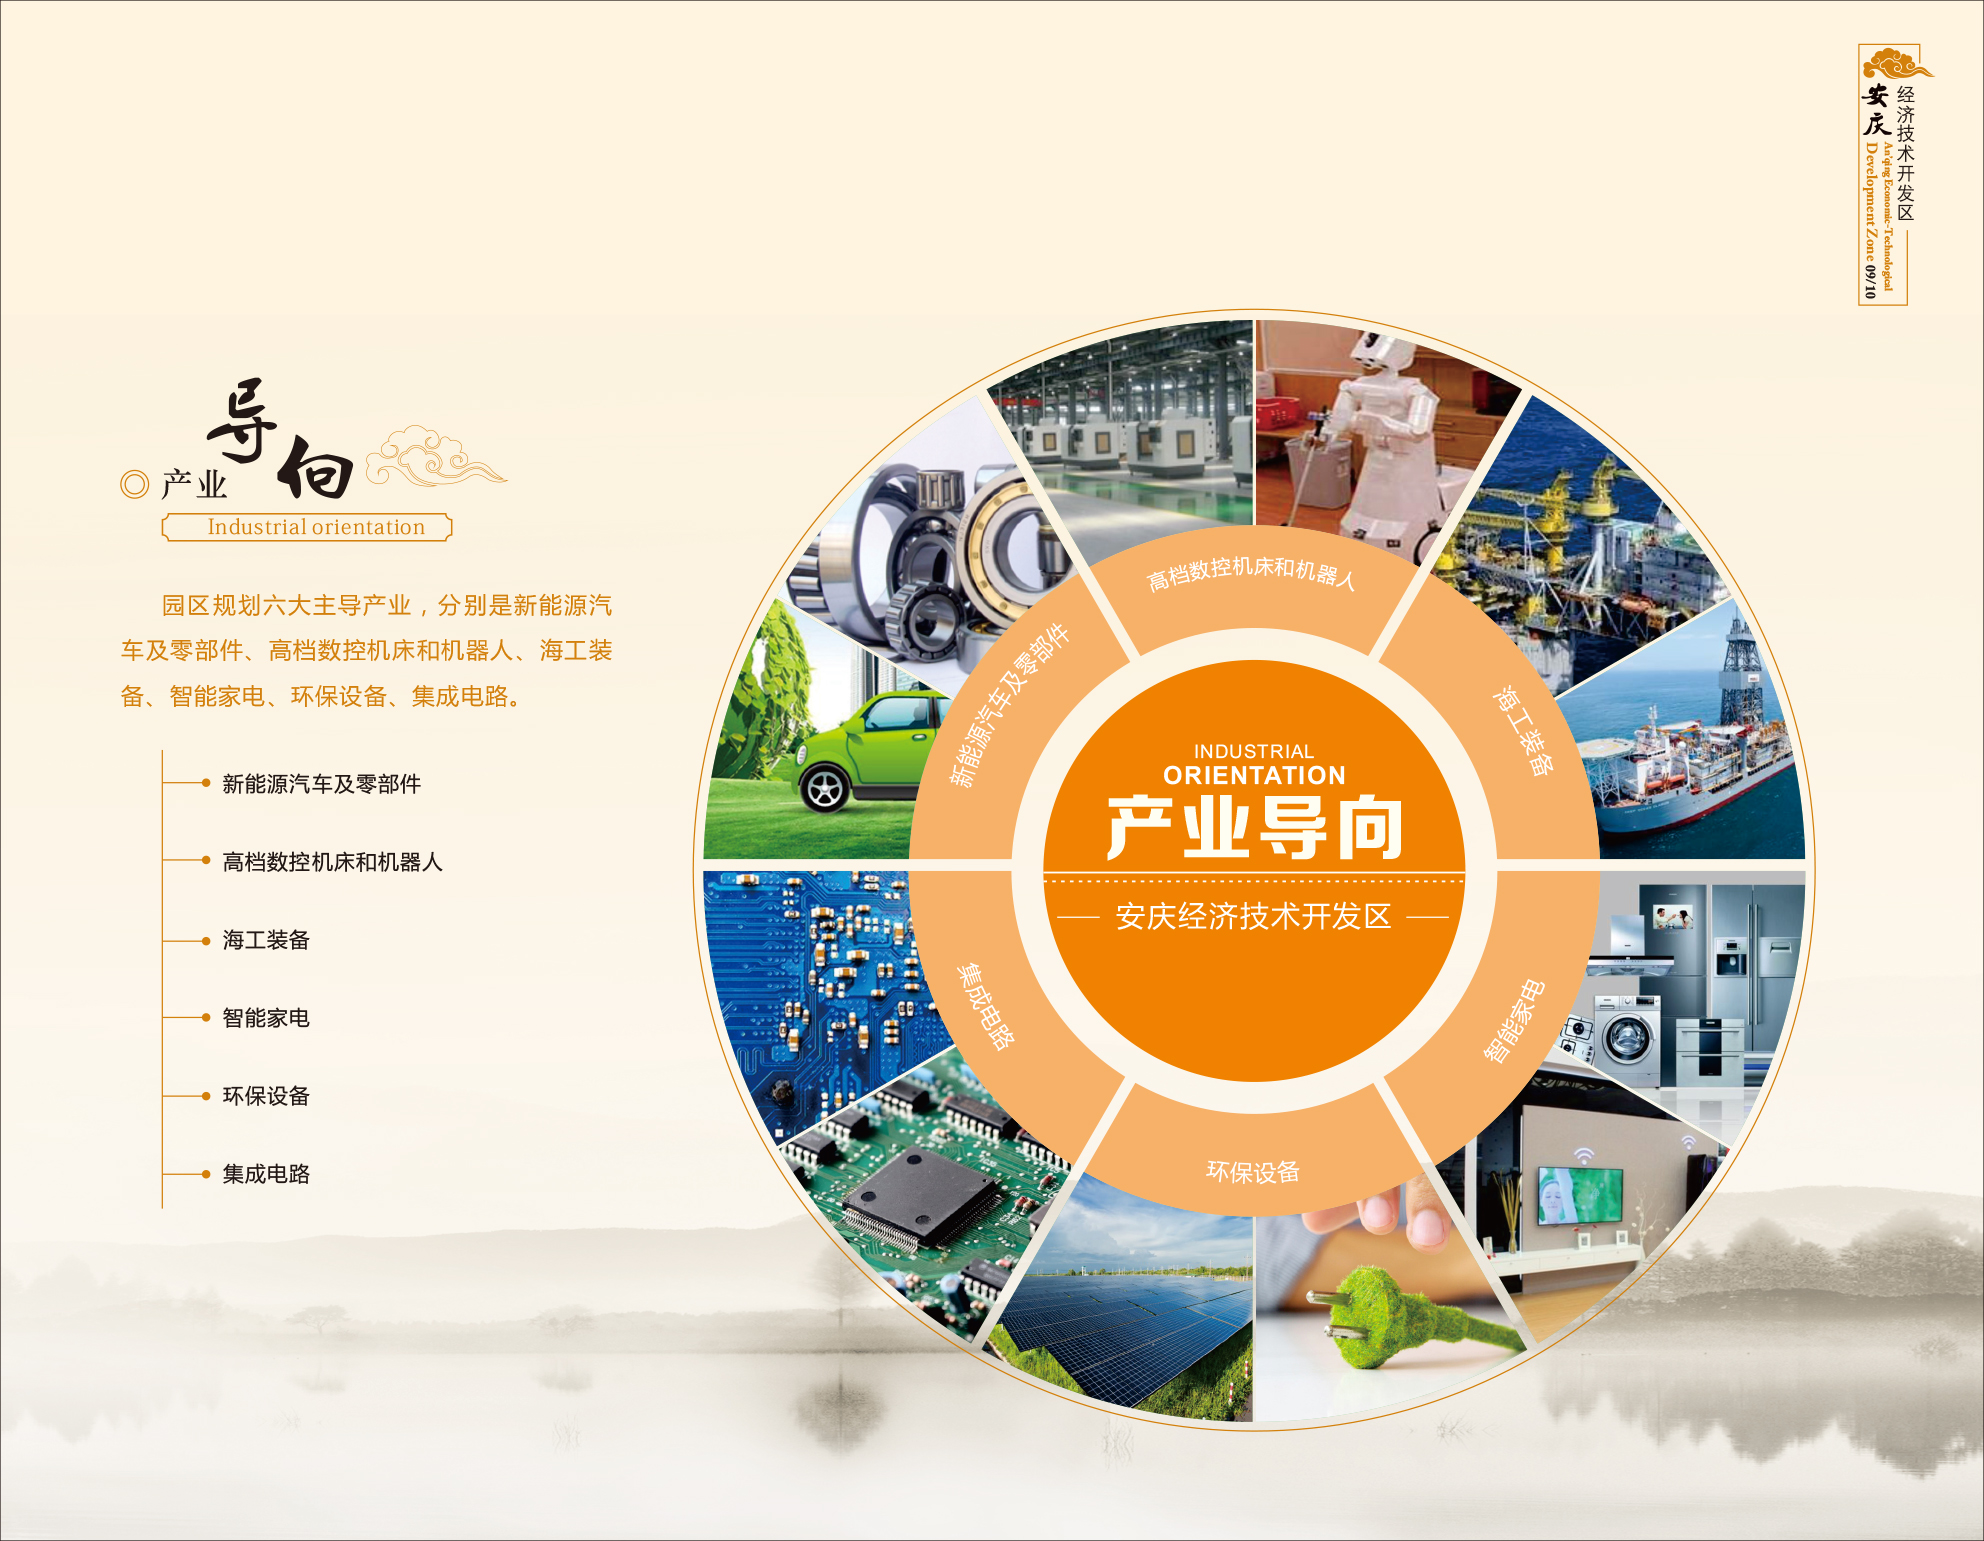 安庆
经济技术开发区
An'qing Economic-Technological
Development Zone 09/10
产业导向
Industrial orientation
园区规划六大主导产业，分别是新能源汽
车及零部件、高档数控机床和机器人、海工装
备、智能家电、环保设备、集成电路。
新能源汽车及零部件
高档数控机床和机器人
海工装备
智能家电
环保设备
集成电路
高档数控机床和机器人
新能源汽车及零部件
海工装备
INDUSTRIAL
ORIENTATION
产业导向
安庆经济技术开发区
集成电路
智能家电
环保设备